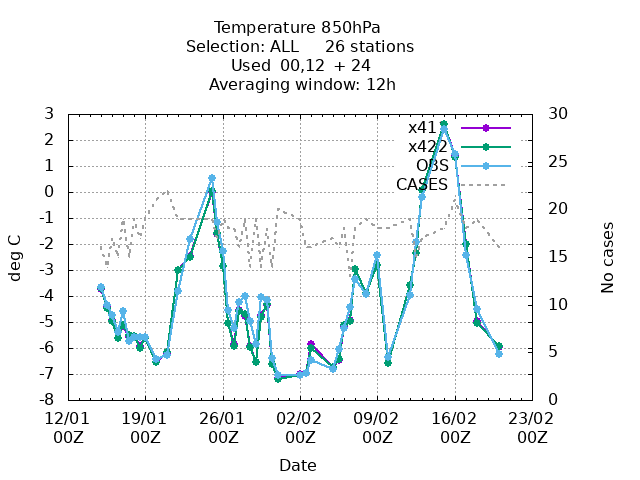 Temperature 850hPa
Selection: ALL     26 stations
Used  00,12  + 24
Averaging window: 12h
3
2
1
0
-1
-2
-3
-4
-5
-6
-7
-8
deg C
30
25
20
15
10
5
0
No cases
x41
x422
OBS
CASES
12/01 19/01 26/01 02/02 09/02 16/02 23/02
00Z 00Z 00Z 00Z 00Z 00Z 00Z
Date